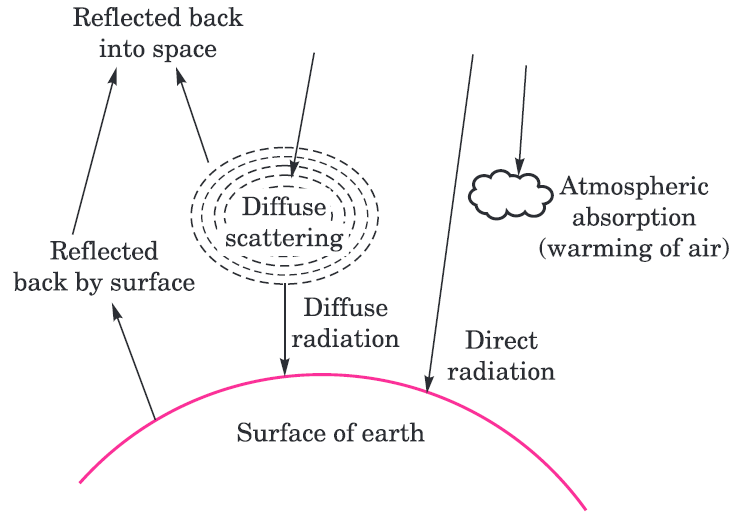 Reflected back
into space
Diffuse
scattering
Atmospheric
absorption
(warming of air)
Reflected
back by surface
Diffuse
radiation
Direct
radiation
Surface of earth